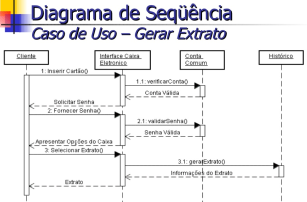 Diagrama de Seqüência
Caso de Uso – Gerar Extrato
Cliente
Interface Caixa
Eletrônico
Conta
Comum
Histórico
1: Inserir Cartão()
1.1: verificarConta()
Conta Válida
Solicitar Senha
2: Fornecer Senha()
2.1: validarSenha()
Senha Válida
Apresentar Opções do Caixa
3: Selecionar Extrato()
3.1: gerarExtrato()
Informações do Extrato
Extrato